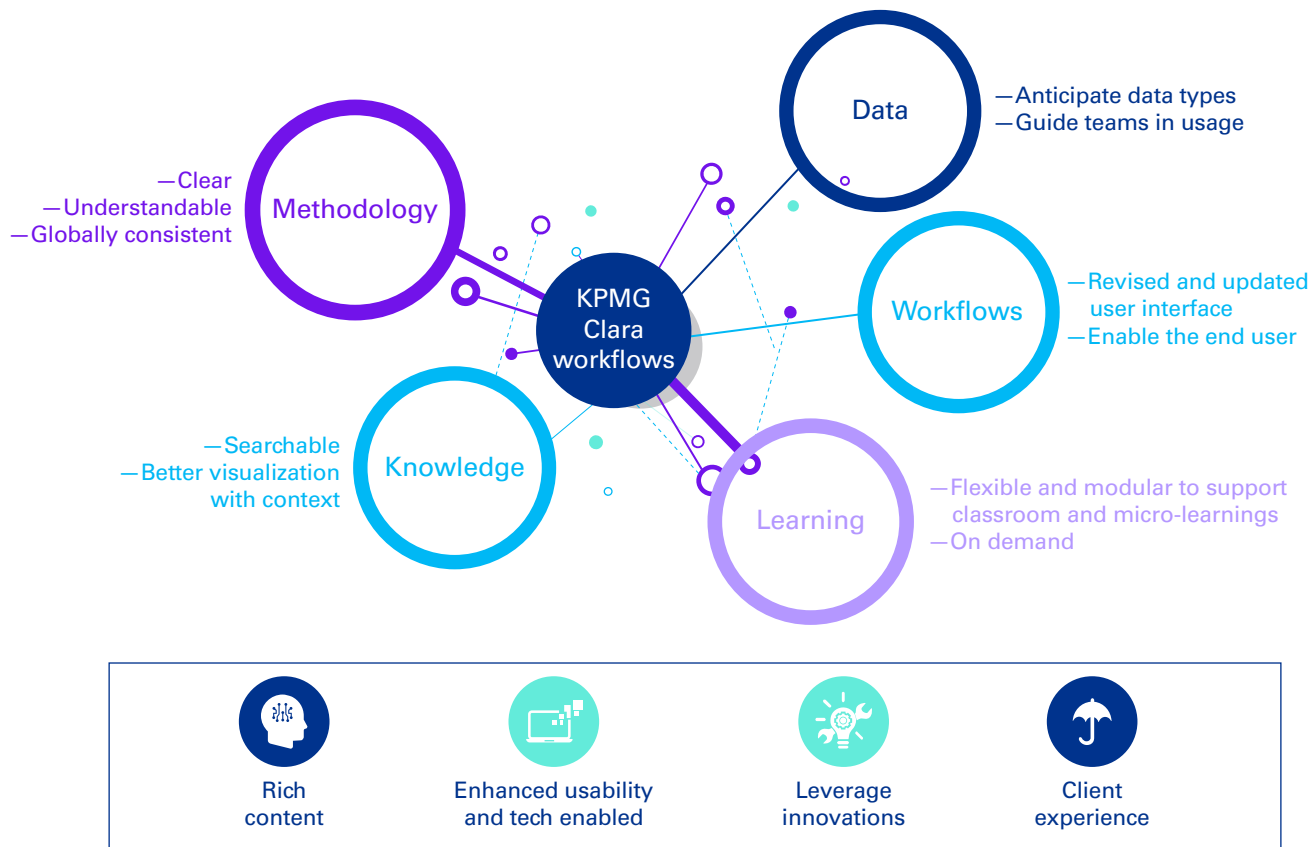 Data
—Anticipate data types
—Guide teams in usage
Methodology
—Clear
—Understandable
—Globally consistent
KPMG
Clara
workflows
Workflows
—Revised and updated
user interface
—Enable the end user
Knowledge
—Searchable
—Better visualization
with context
Learning
—Flexible and modular to support
classroom and micro-learnings
—On demand
Rich
content
Enhanced usability
and tech enabled
Leverage
innovations
Client
experience